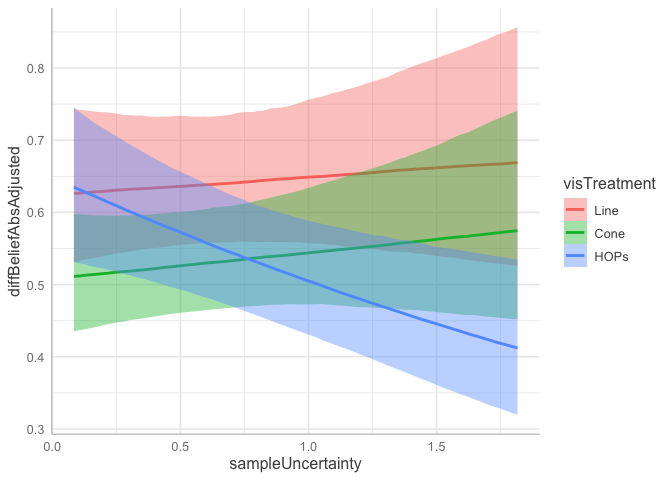 0.8
0.7
0.6
0.5
0.4
0.3
0.0 0.5 1.0 1.5
sampleUncertainty
diffBeliefAbsAdjusted
visTreatment
Line
Cone
HOPs